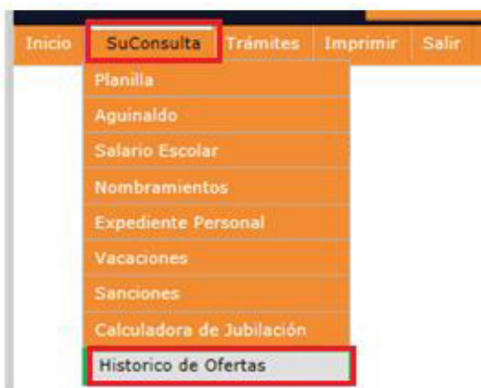 Inicio SuConsulta Trámites Imprimir Salir
Planilla
Aguinaldo
Salario Escolar
Nombramientos
Expediente Personal
Vacaciones
Sanciones
Calculadora de Jubilación
Historico de Ofertas